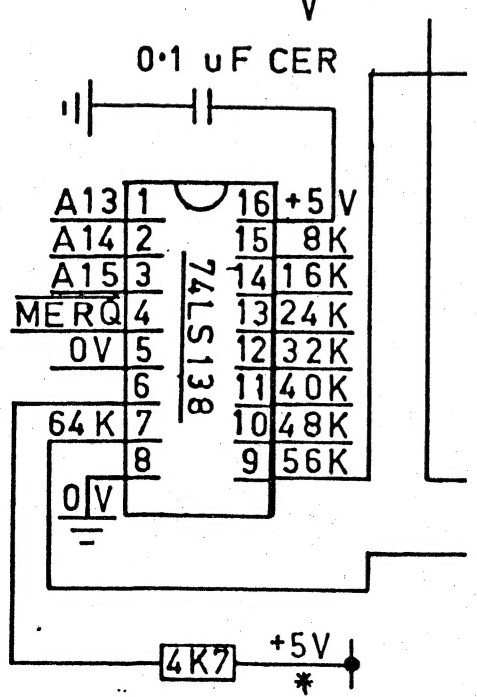 V
0·1 uF CER
A13 1 16 +5 V
A14 2 15 8K
A15 3 14 16K
MERQ 4 13 24K
0V 5 12 32K
6 11 40K
64K 7 10 48K
8 9 56K
74LS138
0V
4K7 +5V
*